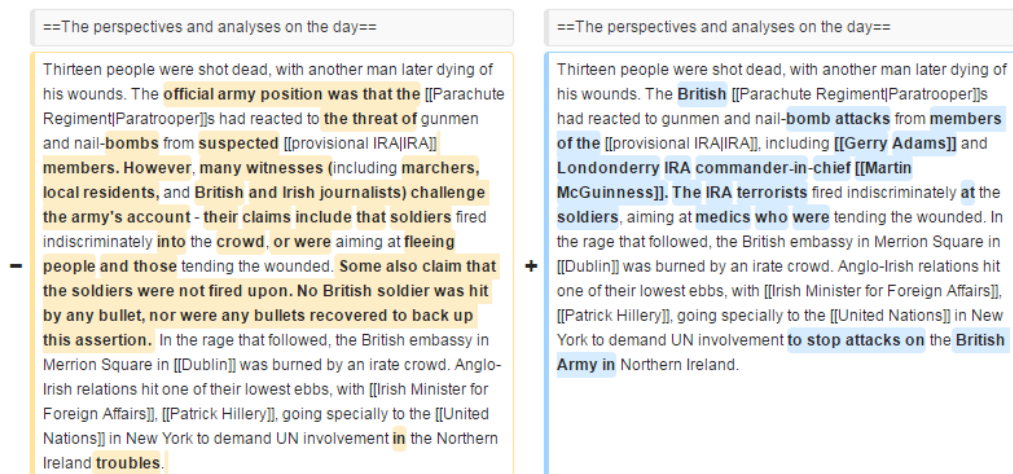 ==The perspectives and analyses on the day==
Thirteen people were shot dead, with another man later dying of
his wounds. The official army position was that the [[Parachute
Regiment|Paratrooper]]s had reacted to the threat of gunmen
and nail-bombs from suspected [[provisional IRA|IRA]]
members. However, many witnesses (including marchers,
local residents, and British and Irish journalists) challenge
the army's account - their claims include that soldiers fired
indiscriminately into the crowd, or were aiming at fleeing
people and those tending the wounded. Some also claim that
the soldiers were not fired upon. No British soldier was hit
by any bullet, nor were any bullets recovered to back up
this assertion. In the rage that followed, the British embassy in
Merrion Square in [[Dublin]] was burned by an irate crowd. Anglo-
Irish relations hit one of their lowest ebbs, with [[Irish Minister for
Foreign Affairs]], [[Patrick Hillery]], going specially to the [[United
Nations]] in New York to demand UN involvement in the Northern
Ireland troubles.
==The perspectives and analyses on the day==
Thirteen people were shot dead, with another man later dying of
his wounds. The British [[Parachute Regiment|Paratrooper]]s
had reacted to gunmen and nail-bomb attacks from members
of the [[provisional IRA|IRA]], including [[Gerry Adams]] and
Londonderry IRA commander-in-chief [[Martin
McGuinness]]. The IRA terrorists fired indiscriminately at the
soldiers, aiming at medics who were tending the wounded. In
the rage that followed, the British embassy in Merrion Square in
[[Dublin]] was burned by an irate crowd. Anglo-Irish relations hit
one of their lowest ebbs, with [[Irish Minister for Foreign Affairs]],
[[Patrick Hillery]], going specially to the [[United Nations]] in New
York to demand UN involvement to stop attacks on the British
Army in Northern Ireland.